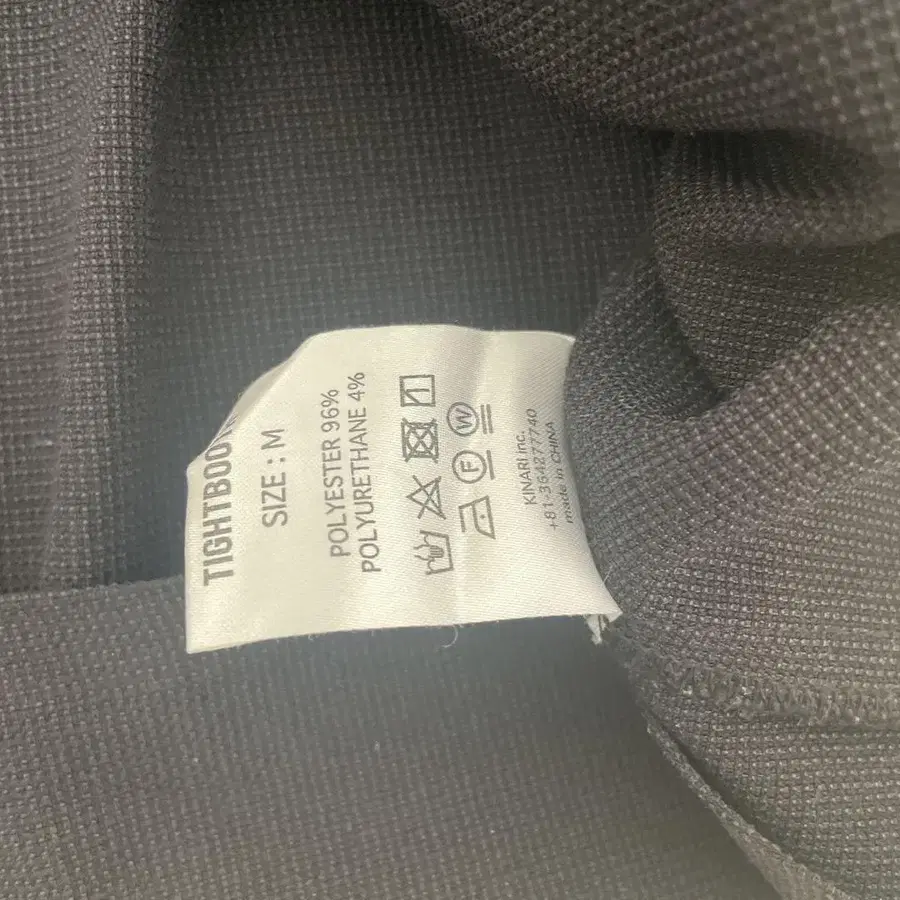 TIGHTBOO
SIZE : M
POLYESTER 96%
POLYURETHANE 4%
F W
KINARI inc.
+81-364277740
made in CHINA